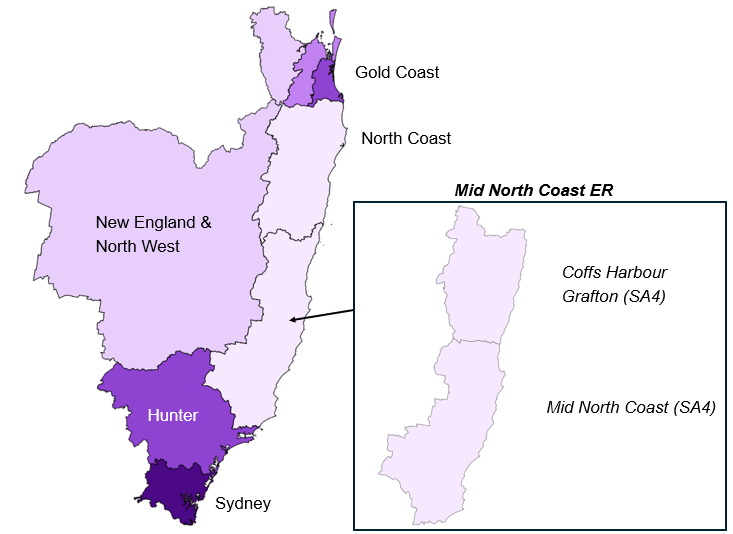 Gold Coast
North Coast
Mid North Coast ER
New England &
North West
Coffs Harbour
Grafton (SA4)
Mid North Coast (SA4)
Hunter
Sydney